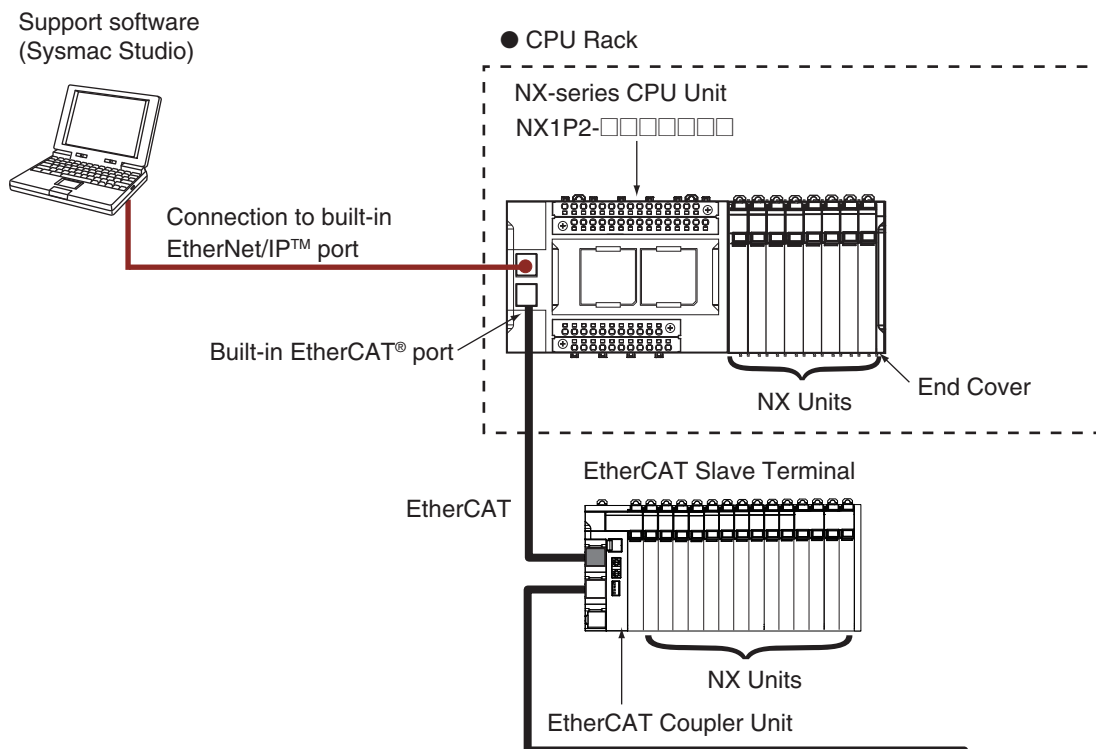 Support software
(Sysmac Studio)
● CPU Rack
NX-series CPU Unit
NX1P2-□□□□□□□
Connection to built-in
EtherNet/IP™ port
Built-in EtherCAT® port
End Cover
NX Units
EtherCAT Slave Terminal
EtherCAT
NX Units
EtherCAT Coupler Unit